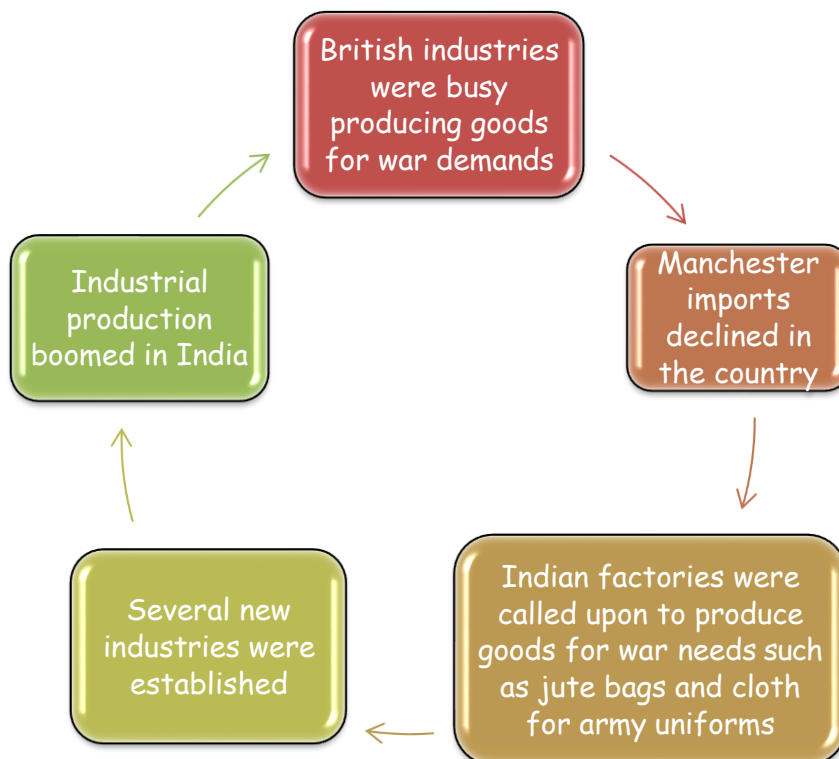 British industries
were busy
producing goods
for war demands
Manchester
imports
declined in
the country
Indian factories were
called upon to produce
goods for war needs such
as jute bags and cloth
for army uniforms
Several new
industries were
established
Industrial
production
boomed in India